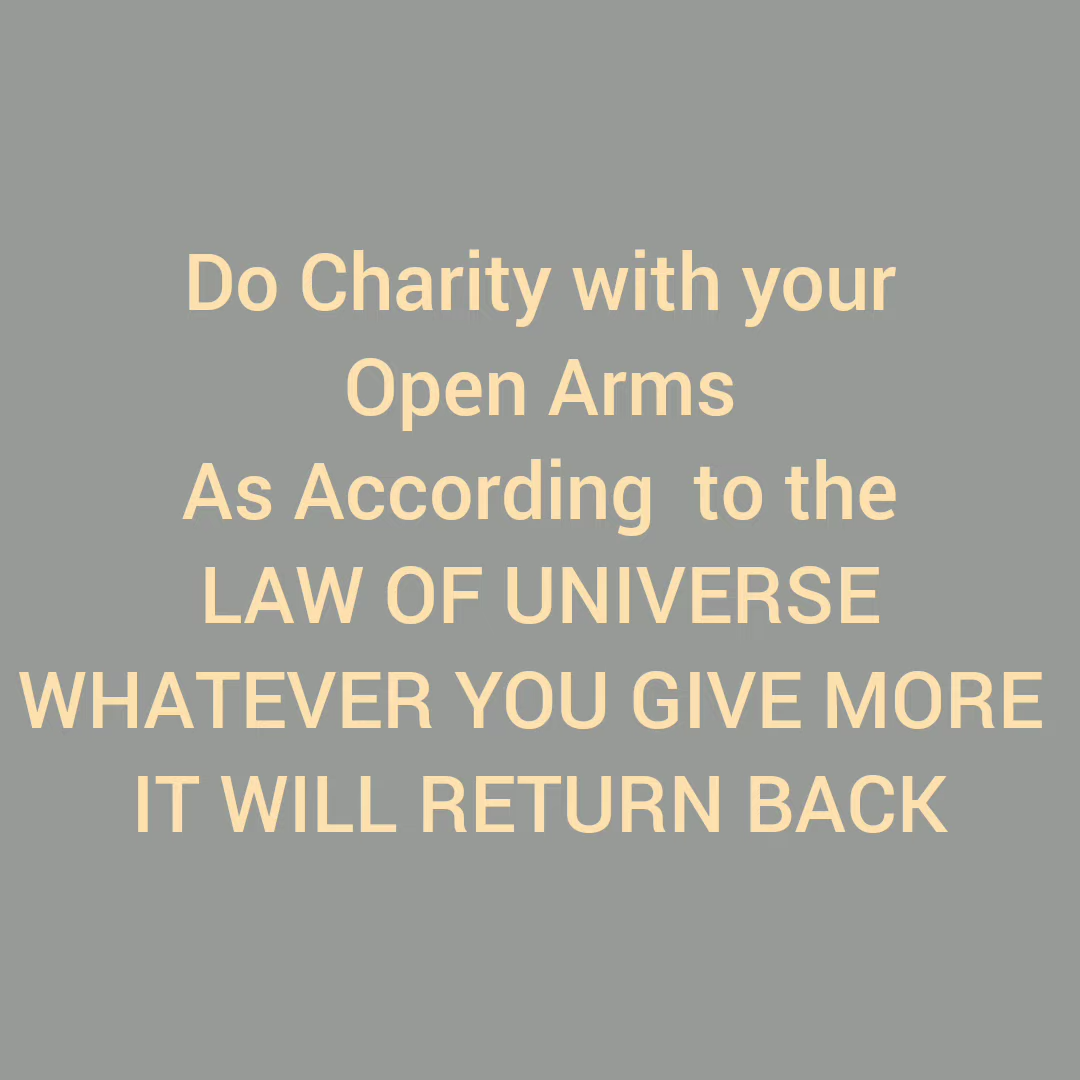 Do Charity with your
Open Arms
As According  to the
LAW OF UNIVERSE
WHATEVER YOU GIVE MORE
IT WILL RETURN BACK